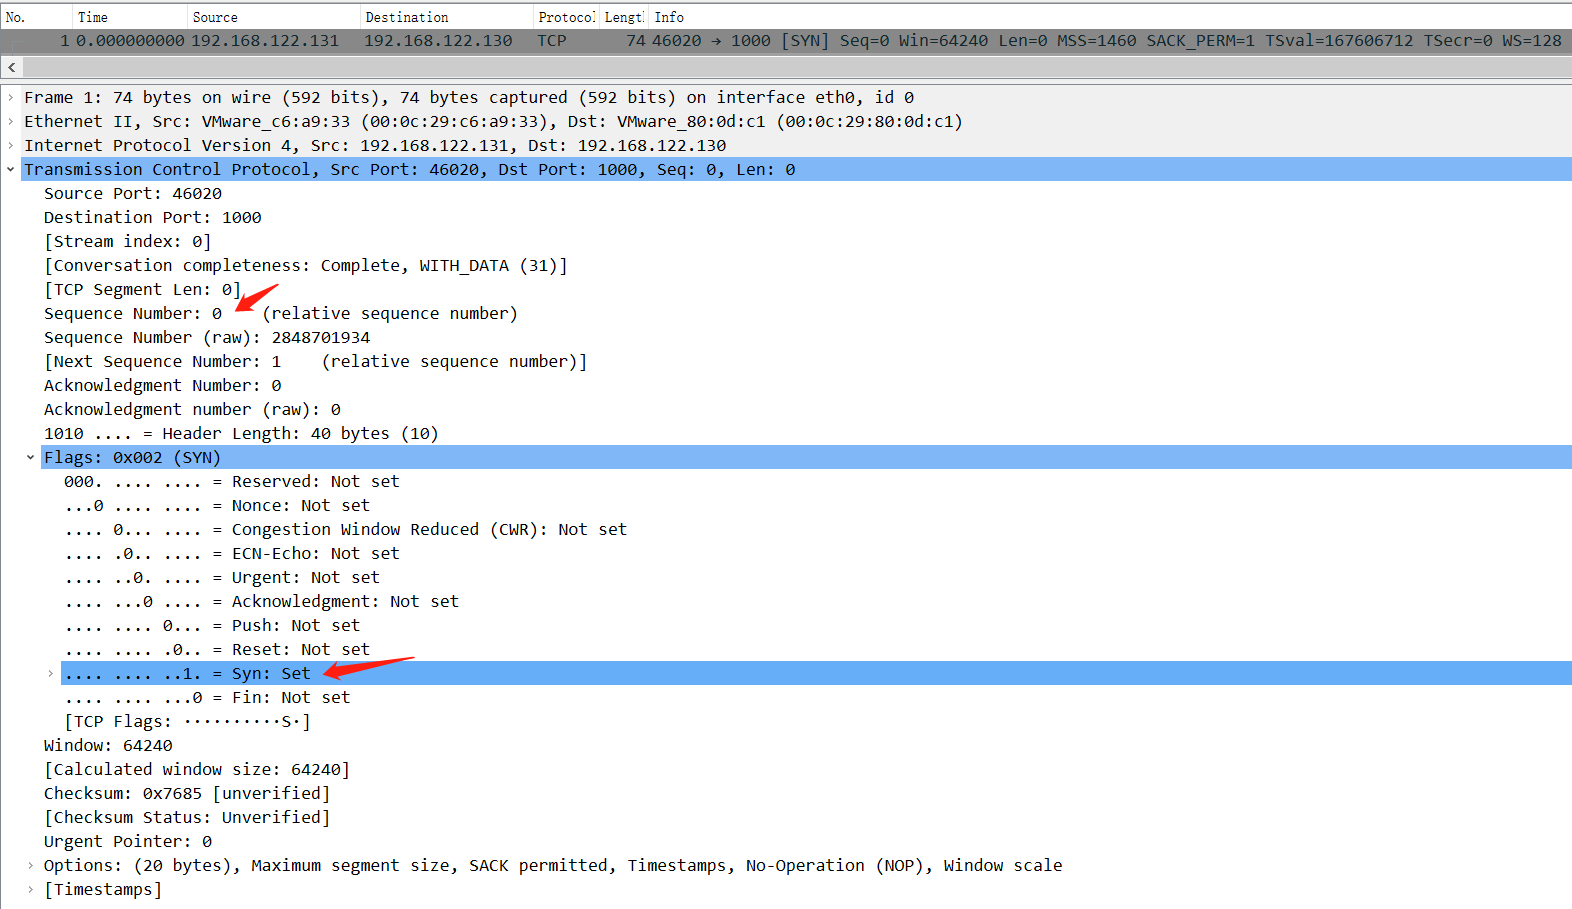 No. Time Source Destination Protocol Length Info
1 0.000000000 192.168.122.131 192.168.122.130 TCP 74 46020 → 1000 [SYN] Seq=0 Win=64240 Len=0 MSS=1460 SACK_PERM=1 TSval=167606712 TSecr=0 WS=128
Frame 1: 74 bytes on wire (592 bits), 74 bytes captured (592 bits) on interface eth0, id 0
Ethernet II, Src: VMware_c6:a9:33 (00:0c:29:c6:a9:33), Dst: VMware_80:0d:c1 (00:0c:29:80:0d:c1)
Internet Protocol Version 4, Src: 192.168.122.131, Dst: 192.168.122.130
Transmission Control Protocol, Src Port: 46020, Dst Port: 1000, Seq: 0, Len: 0
Source Port: 46020
Destination Port: 1000
[Stream index: 0]
[Conversation completeness: Complete, WITH_DATA (31)]
[TCP Segment Len: 0]
Sequence Number: 0    (relative sequence number)
Sequence Number (raw): 2848701934
[Next Sequence Number: 1    (relative sequence number)]
Acknowledgment Number: 0
Acknowledgment number (raw): 0
1010 .... = Header Length: 40 bytes (10)
Flags: 0x002 (SYN)
000. .... .... = Reserved: Not set
...0 .... .... = Nonce: Not set
.... 0... .... = Congestion Window Reduced (CWR): Not set
.... .0.. .... = ECN-Echo: Not set
.... ..0. .... = Urgent: Not set
.... ...0 .... = Acknowledgment: Not set
.... .... 0... = Push: Not set
.... .... .0.. = Reset: Not set
.... .... ..1. = Syn: Set
.... .... ...0 = Fin: Not set
[TCP Flags: ··········S·]
Window: 64240
[Calculated window size: 64240]
Checksum: 0x7685 [unverified]
[Checksum Status: Unverified]
Urgent Pointer: 0
Options: (20 bytes), Maximum segment size, SACK permitted, Timestamps, No-Operation (NOP), Window scale
[Timestamps]